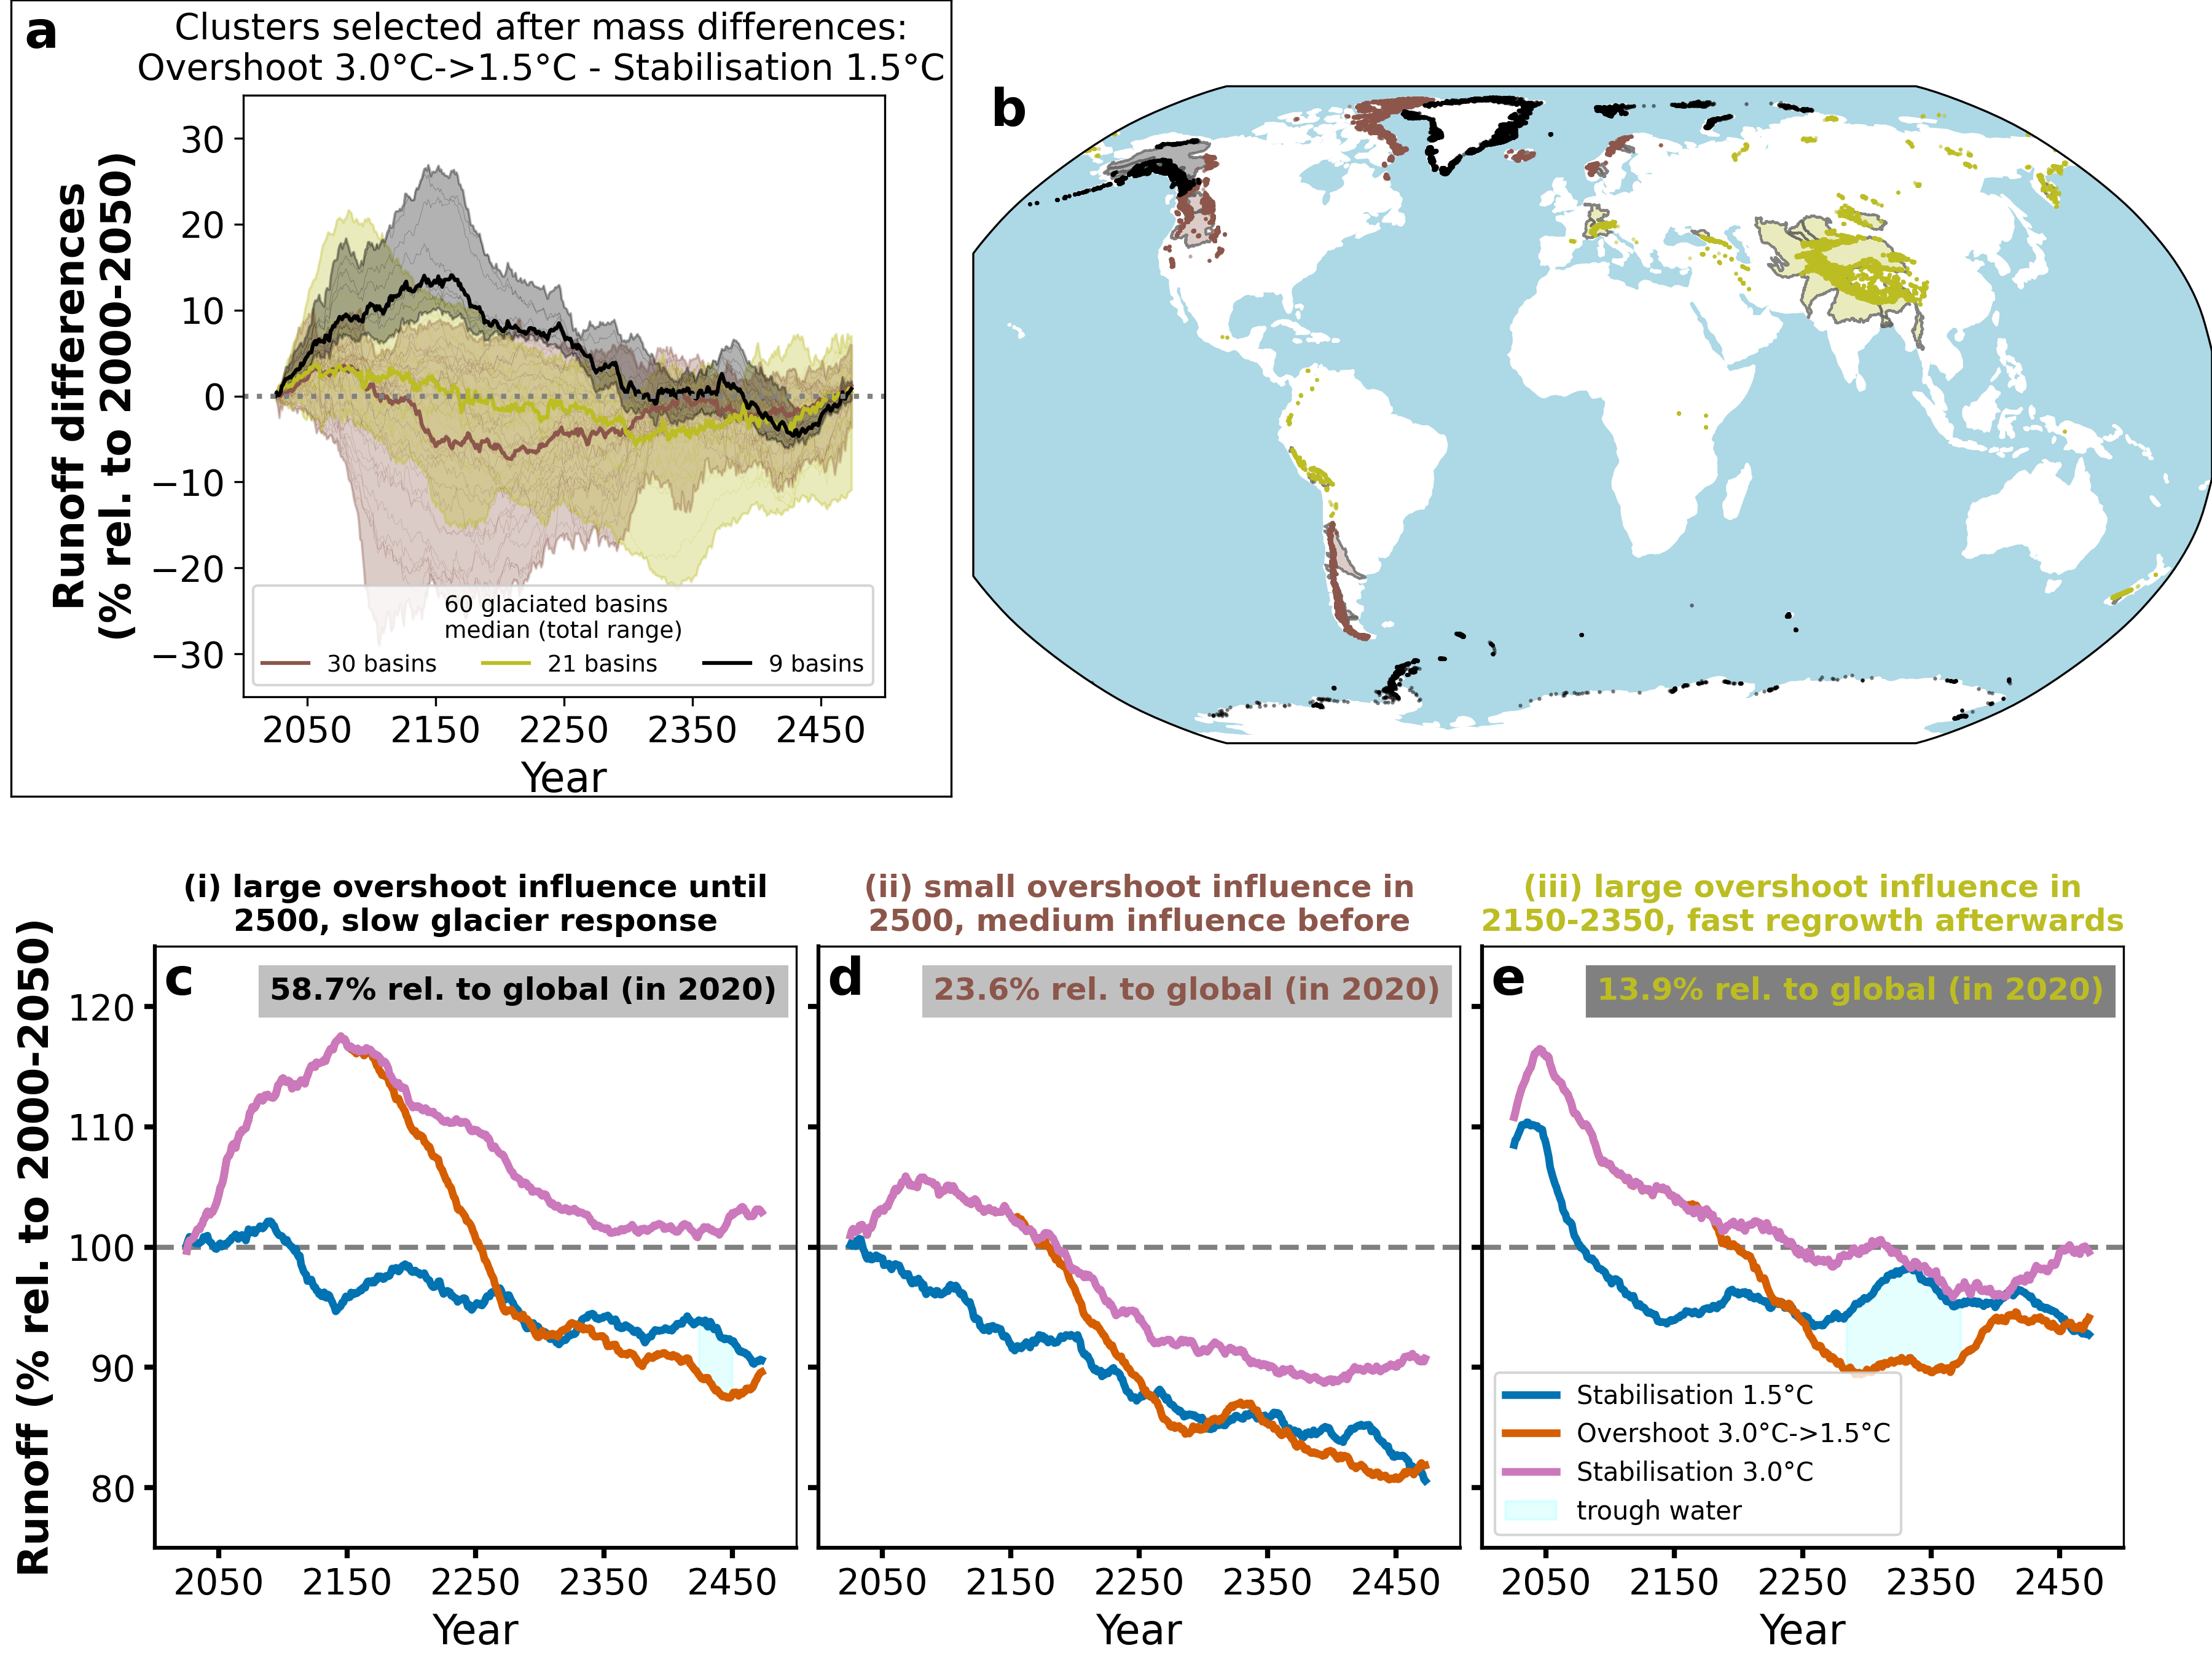 a
Clusters selected after mass differences:
Overshoot 3.0°C->1.5°C - Stabilisation 1.5°C
Runoff differences
(% rel. to 2000-2050)
30
20
10
0
−10
−20
−30
60 glaciated basins
median (total range)
30 basins
21 basins
9 basins
2050
2150
2250
2350
2450
Year
b
(i) large overshoot influence until
2500, slow glacier response
c
58.7% rel. to global (in 2020)
Runoff (% rel. to 2000-2050)
120
110
100
90
80
2050
2150
2250
2350
2450
Year
(ii) small overshoot influence in
2500, medium influence before
d
23.6% rel. to global (in 2020)
2050
2150
2250
2350
2450
Year
(iii) large overshoot influence in
2150-2350, fast regrowth afterwards
e
13.9% rel. to global (in 2020)
Stabilisation 1.5°C
Overshoot 3.0°C->1.5°C
Stabilisation 3.0°C
trough water
2050
2150
2250
2350
2450
Year